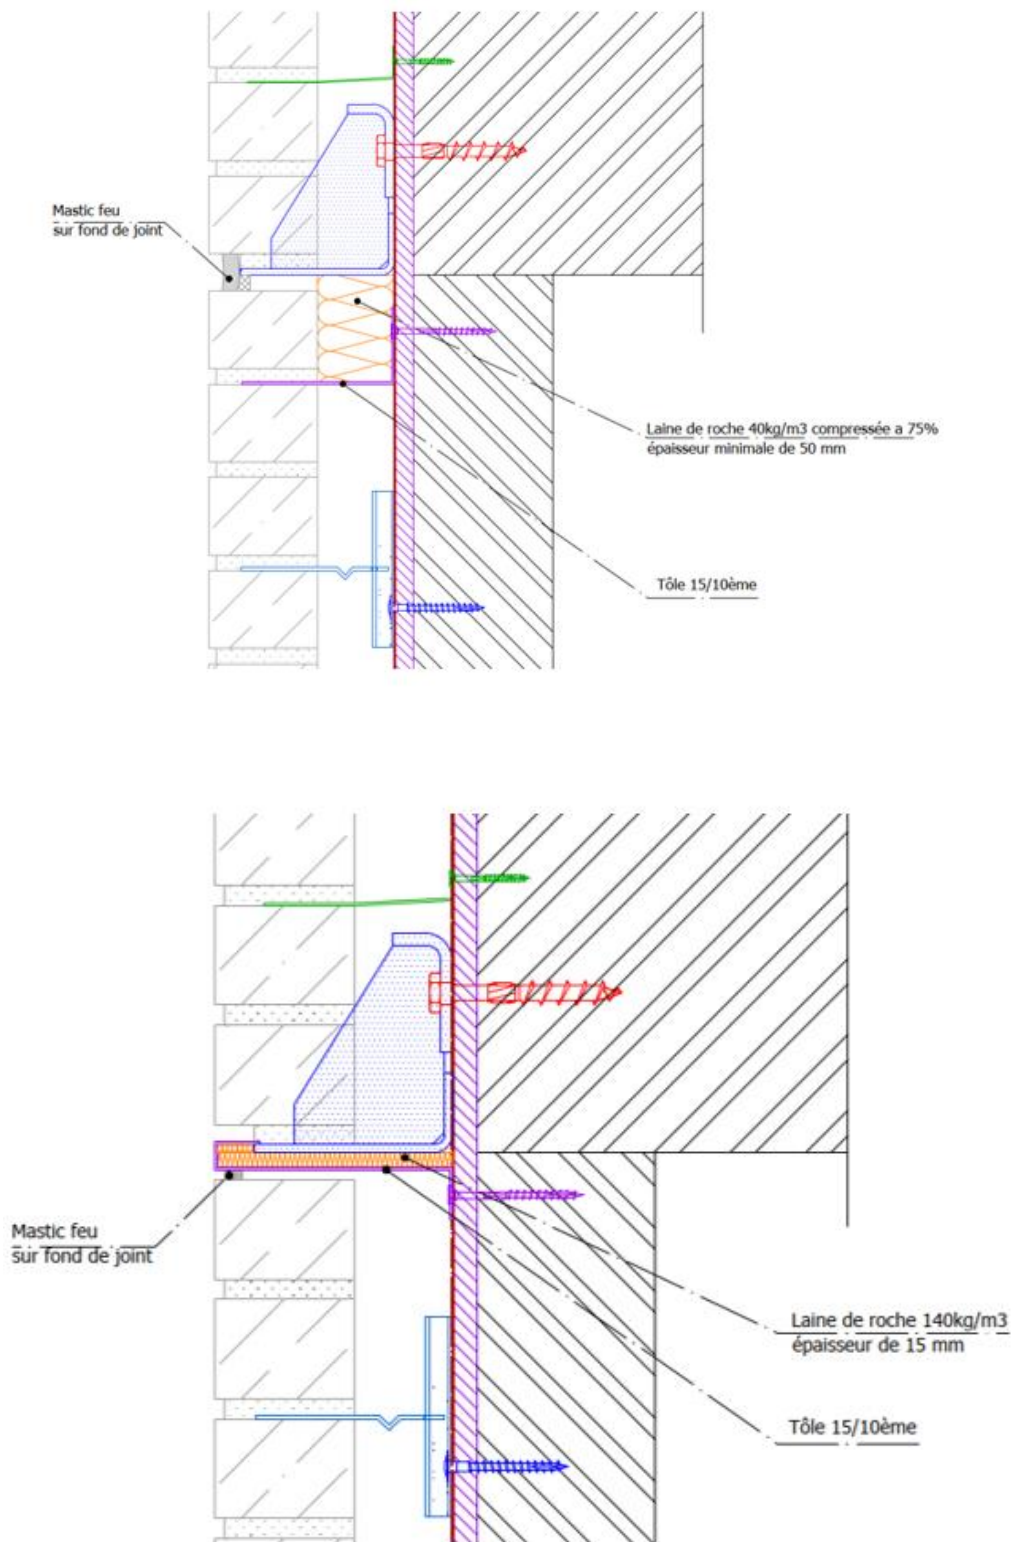 Mastic feu
sur fond de joint
Laine de roche 40kg/m3 compressée a 75%
épaisseur minimale de 50 mm
Tôle 15/10ème
Mastic feu
sur fond de joint
Laine de roche 140kg/m3
épaisseur de 15 mm
Tôle 15/10ème